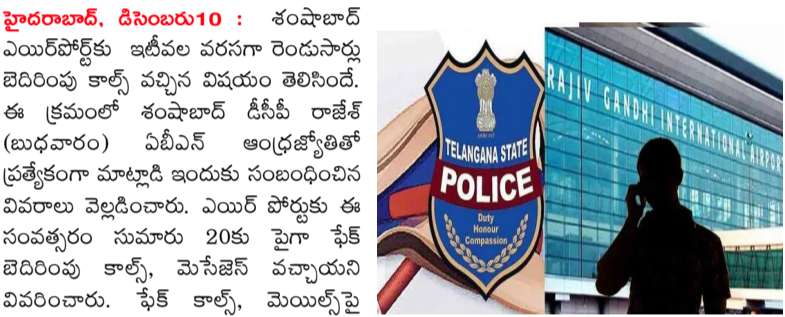 హైదరాబాద్, డిసెంబరు10 : శంషాబాద్
ఎయిర్‌పోర్ట్‌కు ఇటీవల వరసగా రెండుసార్లు
బెదిరింపు కాల్స్ వచ్చిన విషయం తెలిసిందే.
ఈ క్రమంలో శంషాబాద్ డీసీపీ రాజేశ్
(బుధవారం) ఏబీఎన్ ఆంధ్రజ్యోతితో
ప్రత్యేకంగా మాట్లాడి ఇందుకు సంబంధించిన
వివరాలు వెల్లడించారు. ఎయిర్ పోర్టుకు ఈ
సంవత్సరం సుమారు 20కు పైగా ఫేక్
బెదిరింపు కాల్స్, మెసేజెస్ వచ్చాయని
వివరించారు. ఫేక్ కాల్స్, మెయిల్స్‌పై
TELANGANA STATE
POLICE
Duty
Honour
Compassion
RAJIV GANDHI INTERNATIONAL AIRPORT